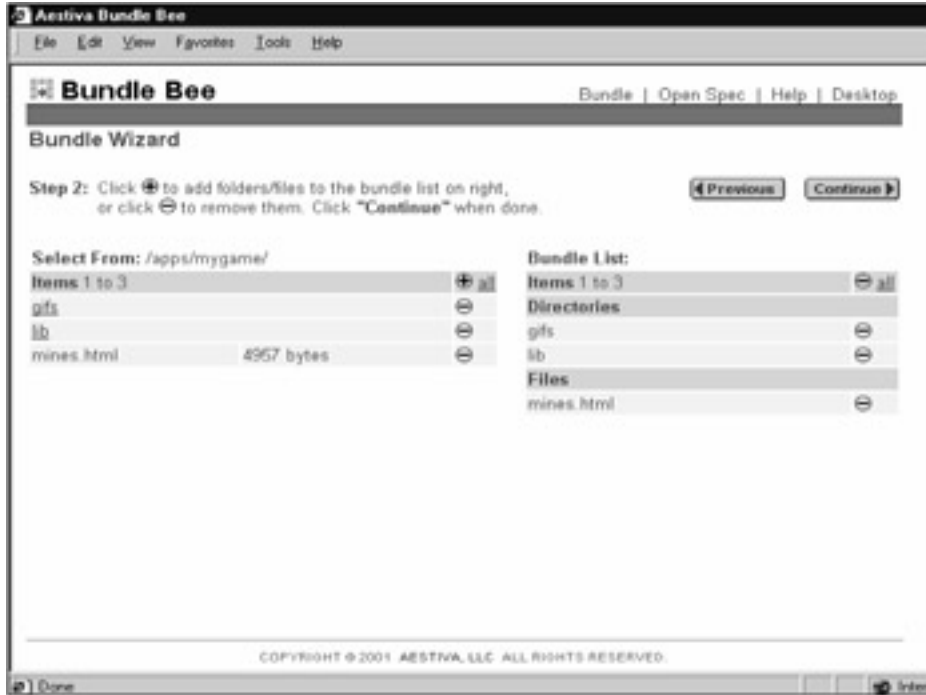 Aestiva Bundle Bee
File Edit View Favorites Tools Help
Bundle Bee
Bundle | Open Spec | Help | Desktop
Bundle Wizard
Step 2: Click to add folders/files to the bundle list on right,
or click to remove them. Click "Continue" when done.
Previous
Continue
Select From: /apps/mygame/
Items 1 to 3 all
gifs
lib
mines.html 4957 bytes
Bundle List:
Items 1 to 3 all
Directories
gifs
lib
Files
mines.html
COPYRIGHT © 2001 AESTIVA, LLC ALL RIGHTS RESERVED.
Done
Inter